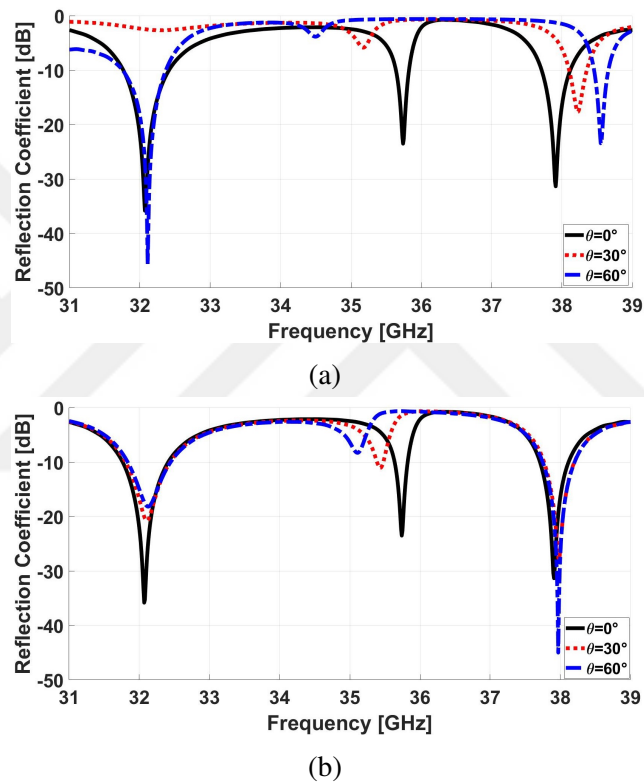 0
-10
-20
-30
-40
-50
Reflection Coefficient [dB]
31 32 33 34 35 36 37 38 39
Frequency [GHz]
θ=0°
θ=30°
θ=60°
(a)
0
-10
-20
-30
-40
-50
Reflection Coefficient [dB]
31 32 33 34 35 36 37 38 39
Frequency [GHz]
θ=0°
θ=30°
θ=60°
(b)